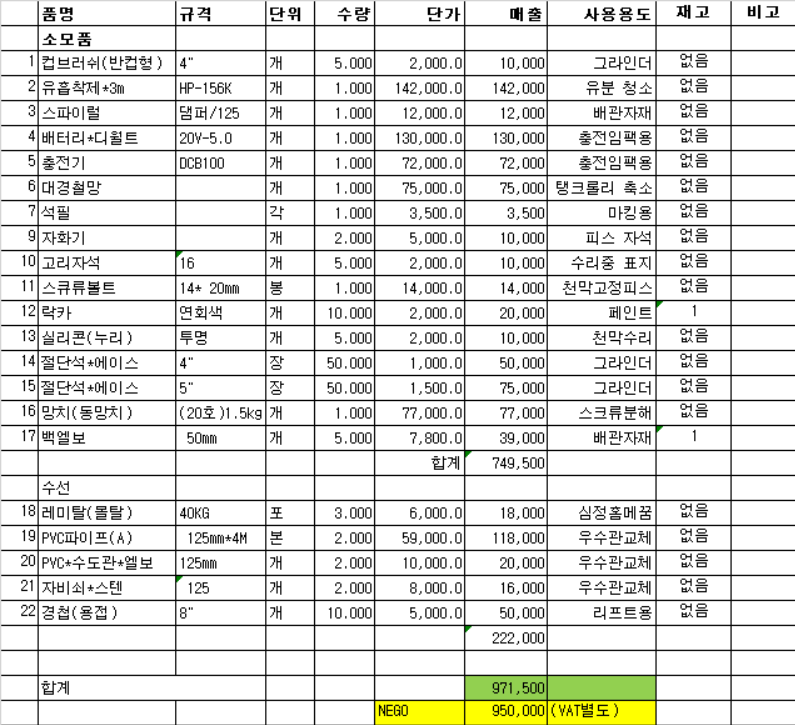 품명 규격 단위 수량 단가 매출 사용용도 재고 비고
소모품
1 컵브러쉬(반컵형) 4" 개 5.000 2,000.0 10,000 그라인더 없음
2 유흡착제*3m HP-156K 개 1.000 142,000.0 142,000 유분 청소 없음
3 스파이럴 댐퍼/125 개 1.000 12,000.0 12,000 배관자재 없음
4 배터리*디월트 20V-5.0 개 1.000 130,000.0 130,000 충전임팩용 없음
5 충전기 DCB100 개 1.000 72,000.0 72,000 충전임팩용 없음
6 대경철망 개 1.000 75,000.0 75,000 탱크롤리 축소 없음
7 석필 각 1.000 3,500.0 3,500 마킹용 없음
9 자화기 개 2.000 5,000.0 10,000 피스 자석 없음
10 고리자석 16 개 5.000 2,000.0 10,000 수리중 표지 없음
11 스큐류볼트 14* 20mm 봉 1.000 14,000.0 14,000 천막고정피스 없음
12 락카 연회색 개 10.000 2,000.0 20,000 페인트 1
13 실리콘(누리) 투명 개 5.000 2,000.0 10,000 천막수리 없음
14 절단석*에이스 4" 장 50.000 1,000.0 50,000 그라인더 없음
15 절단석*에이스 5" 장 50.000 1,500.0 75,000 그라인더 없음
16 망치(동망치) (20호)1.5kg 개 1.000 77,000.0 77,000 스크류분해 없음
17 백엘보 50mm 개 5.000 7,800.0 39,000 배관자재 1
합계 749,500
수선
18 레미탈(몰탈) 40KG 포 3.000 6,000.0 18,000 심정홈메꿈 없음
19 PVC파이프(A) 125mm*4M 본 2.000 59,000.0 118,000 우수관교체 없음
20 PVC*수도관*엘보 125mm 개 2.000 10,000.0 20,000 우수관교체 없음
21 자비쇠*스텐 125 개 2.000 8,000.0 16,000 우수관교체 없음
22 경첩(용접) 8" 개 10.000 5,000.0 50,000 리프트용 없음
222,000
합계 971,500
NEGO 950,000 (VAT별도)